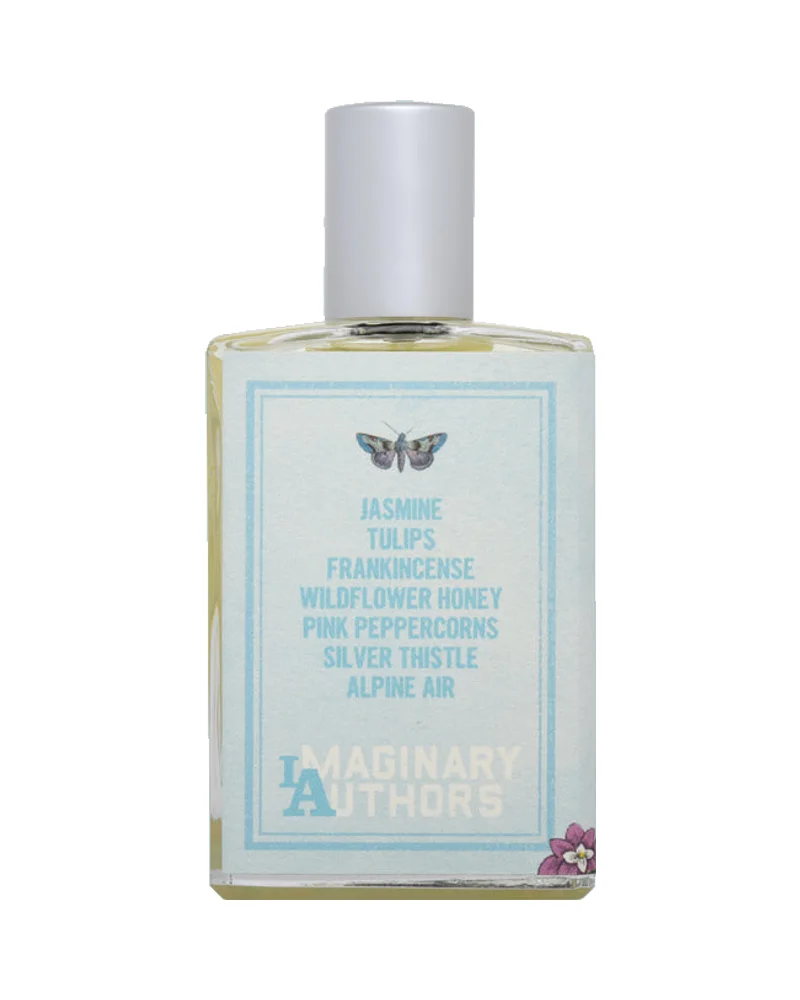 JASMINE
TULIPS
FRANKINCENSE
WILDFLOWER HONEY
PINK PEPPERCORNS
SILVER THISTLE
ALPINE AIR
IMAGINARY
AUTHORS